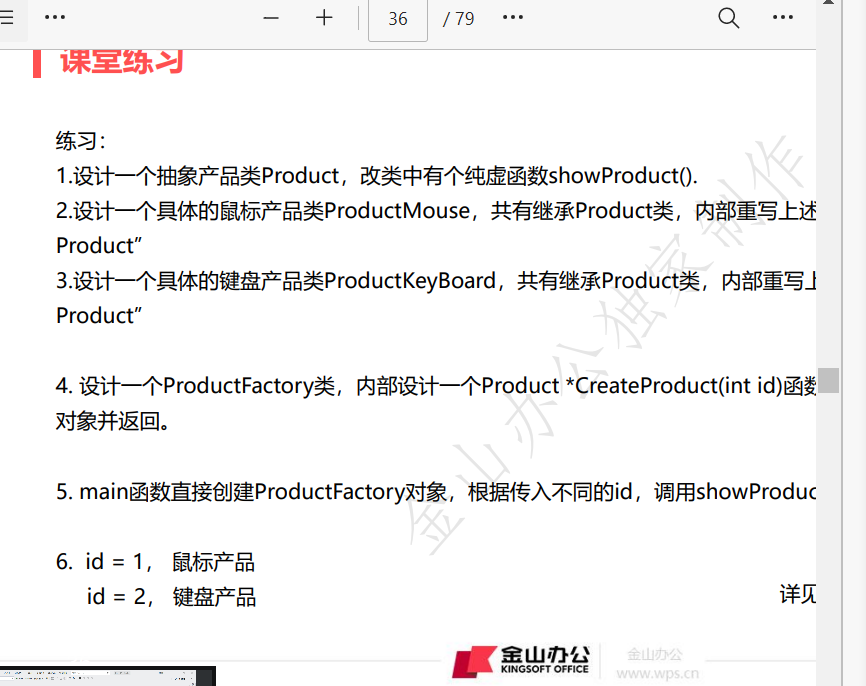 36 / 79
课堂练习
练习：
1.设计一个抽象产品类Product，改类中有个纯虚函数showProduct().
2.设计一个具体的鼠标产品类ProductMouse，共有继承Product类，内部重写上述
Product”
3.设计一个具体的键盘产品类ProductKeyBoard，共有继承Product类，内部重写上
Product”
4. 设计一个ProductFactory类，内部设计一个Product *CreateProduct(int id)函数
对象并返回。
5. main函数直接创建ProductFactory对象，根据传入不同的id，调用showProduc
6. id = 1， 鼠标产品
id = 2， 键盘产品
详见
金山办公独家制作
金山办公
KINGSOFT OFFICE
金山办公
www.wps.cn